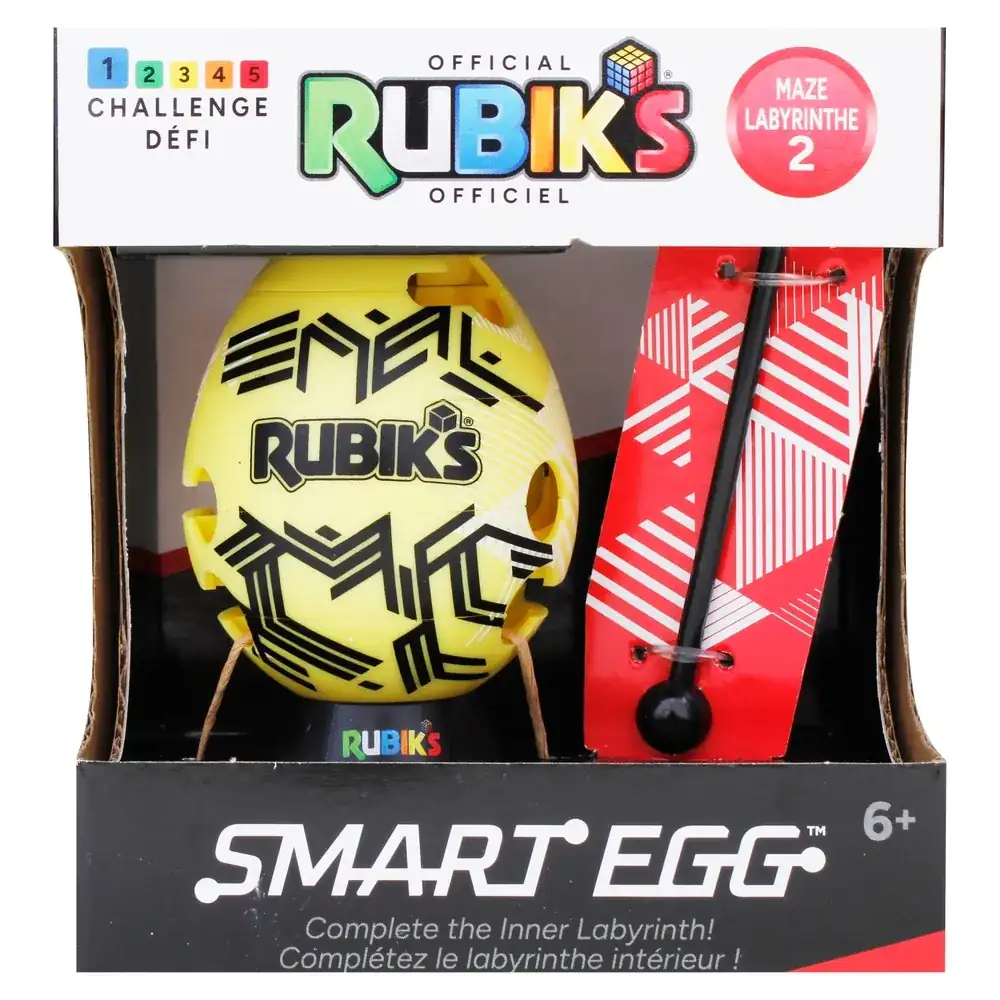 1 2 3 4 5
CHALLENGE
DÉFI
OFFICIAL
RUBIK'S®
OFFICIEL
MAZE
LABYRINTHE
2
RUBIK'S®
RUBIK'S
SMART EGG™
6+
Complete the Inner Labyrinth!
Complétez le labyrinthe intérieur !